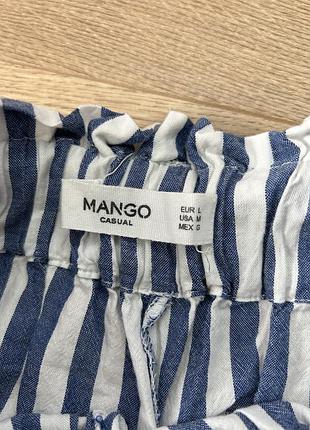 MANGO
CASUAL
EUR L
USA M
MEX G